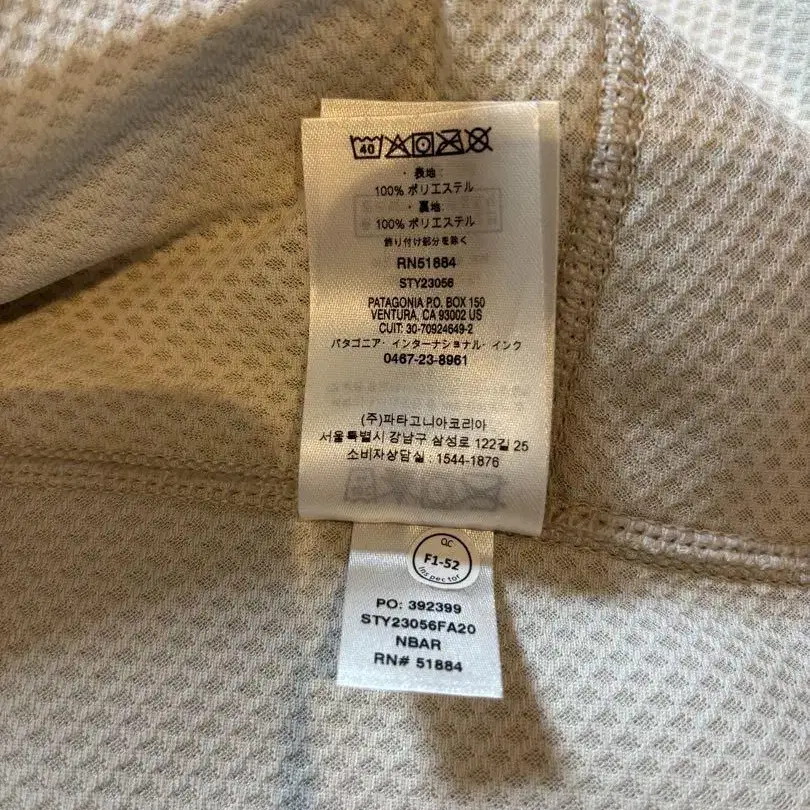 40
・表地:
100% ポリエステル
・裏地:
100% ポリエステル
飾り付け部分を除く
RN51884
STY23056
PATAGONIA P.O. BOX 150
VENTURA, CA 93002 US
CUIT: 30-70924649-2
パタゴニア・インターナショナル・インク
0467-23-8961
(주)파타고니아코리아
서울특별시 강남구 삼성로 122길 25
소비자상담실 : 1544-1876
QC
F1-52
Inspector
PO: 392399
STY23056FA20
NBAR
RN# 51884